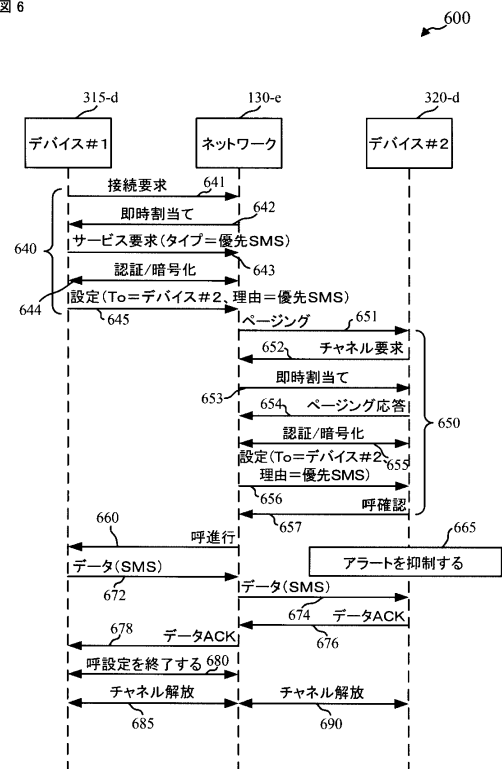 図 6
600
315-d
130-e
320-d
デバイス#1
ネットワーク
デバイス#2
接続要求
641
即時割当て
642
サービス要求(タイプ=優先SMS)
640
643
認証/暗号化
644
設定(To=デバイス#2、理由=優先SMS)
645
ページング
651
652
チャネル要求
即時割当て
653
654
ページング応答
650
認証/暗号化
655
設定(To=デバイス#2、
理由=優先SMS)
656
呼確認
657
660
呼進行
665
アラートを抑制する
データ(SMS)
672
データ(SMS)
674
データACK
676
678
データACK
呼設定を終了する
680
チャネル解放
685
チャネル解放
690